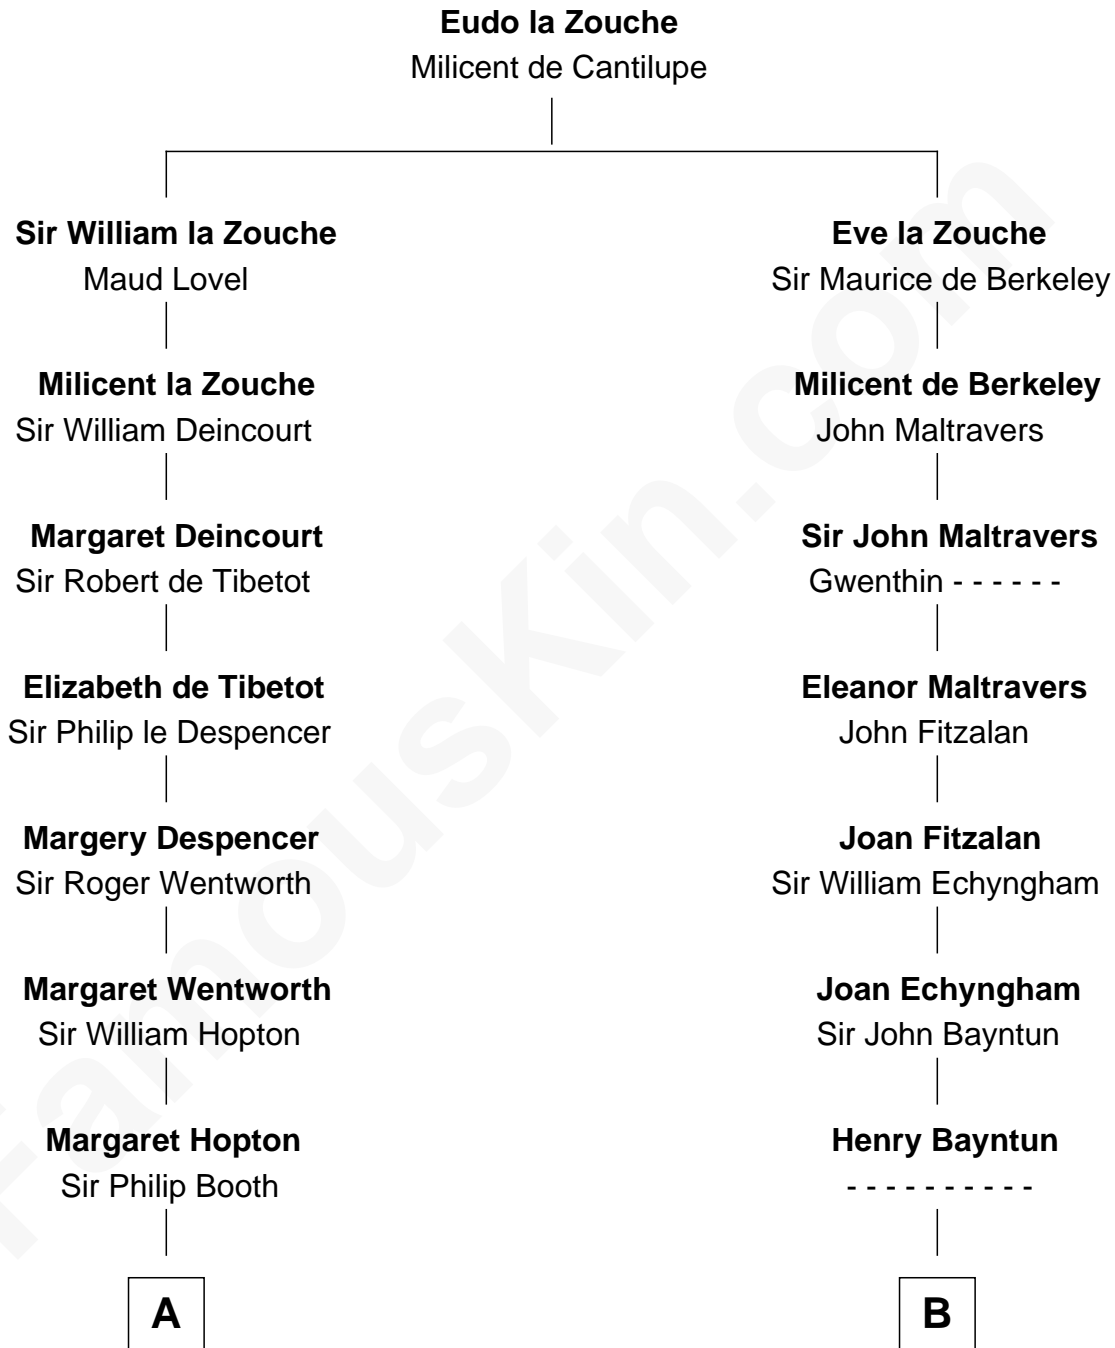 Eudo la Zouche
Milicent de Cantilupe
Sir William la Zouche
Maud Lovel
Eve la Zouche
Sir Maurice de Berkeley
Milicent la Zouche
Sir William Deincourt
Milicent de Berkeley
John Maltravers
Margaret Deincourt
Sir Robert de Tibetot
Sir John Maltravers
Gwenthin - - - - - -
Elizabeth de Tibetot
Sir Philip le Despencer
Eleanor Maltravers
John Fitzalan
Margery Despencer
Sir Roger Wentworth
Joan Fitzalan
Sir William Echyngham
Margaret Wentworth
Sir William Hopton
Joan Echyngham
Sir John Bayntun
Margaret Hopton
Sir Philip Booth
Henry Bayntun
- - - - - - - - - -
A
B
FamousKin.com